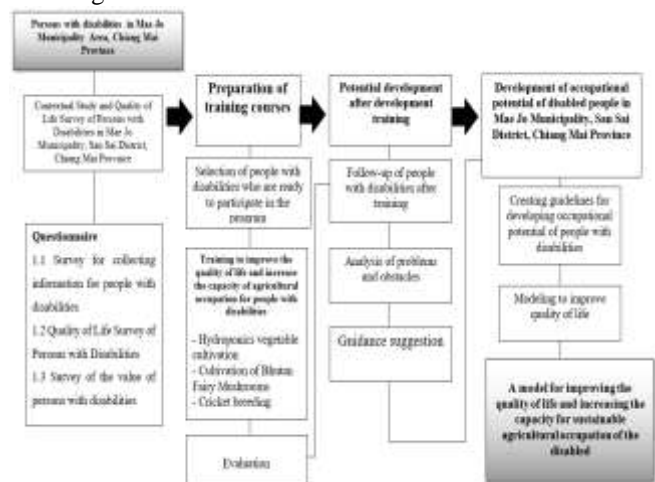 Persons with disabilities in Mae Jo
Municipality Area, Chiang Mai
Province
Contextual Study and Quality of
Life Survey of Persons with
Disabilities in Mae Jo
Municipality, San Sai District,
Chiang Mai Province
Questionnaire
1.1 Survey for collecting
information for people with
disabilities
1.2 Quality of Life Survey of
Persons with Disabilities
1.3 Survey of the value of
persons with disabilities
Preparation of
training courses
Selection of people with
disabilities who are ready
to participate in the
program
Training to improve the
quality of life and increase
the capacity of agricultural
occupation for people with
disabilities
- Hydroponics vegetable
cultivation
- Cultivation of Bhutan
Fairy Mushrooms
- Cricket breeding
Evaluation
Potential development
after development
training
Follow-up of people
with disabilities after
training
Analysis of problems
and obstacles
Guidance suggestion
Development of occupational
potential of disabled people in
Mae Jo Municipality, San Sai
District, Chiang Mai Province
Creating guidelines for
developing occupational
potential of people with
disabilities
Modeling to improve
quality of life
A model for improving the
quality of life and increasing the
capacity for sustainable
agricultural occupation of the
disabled